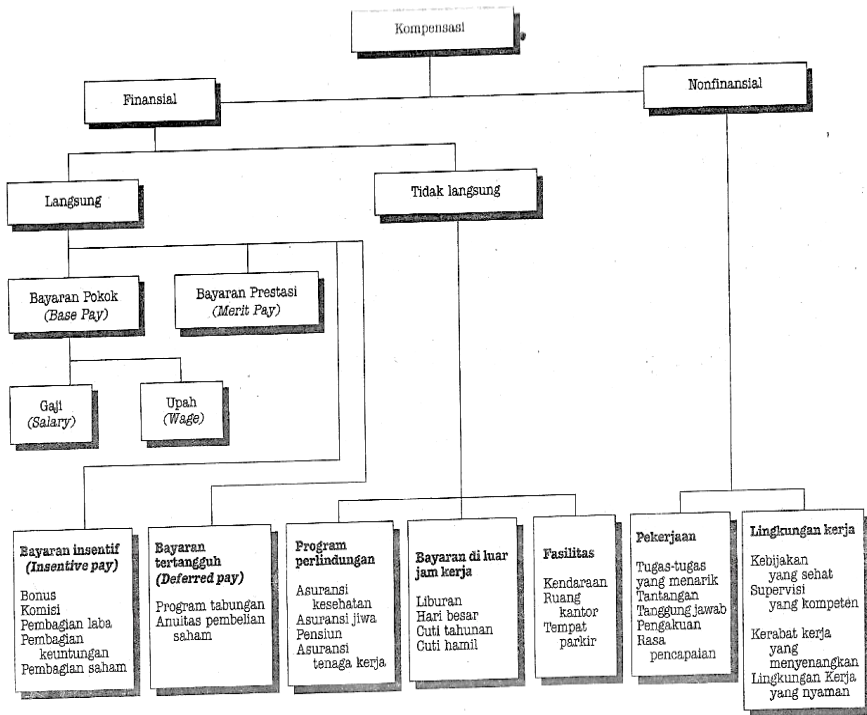 Kompensasi
Finansial
Nonfinansial
Langsung
Tidak langsung
Bayaran Pokok
(Base Pay)
Bayaran Prestasi
(Merit Pay)
Gaji
(Salary)
Upah
(Wage)
Bayaran insentif
(Insentive pay)
Bonus
Komisi
Pembagian laba
Pembagian
keuntungan
Pembagian saham
Bayaran
tertangguh
(Deferred pay)
Program tabungan
Anuitas pembelian
saham
Program
perlindungan
Asuransi
kesehatan
Asuransi jiwa
Pensiun
Asuransi
tenaga kerja
Bayaran di luar
jam kerja
Liburan
Hari besar
Cuti tahunan
Cuti hamil
Fasilitas
Kendaraan
Ruang
kantor
Tempat
parkir
Pekerjaan
Tugas-tugas
yang menarik
Tantangan
Tanggung jawab
Pengakuan
Rasa
pencapaian
Lingkungan kerja
Kebijakan
yang sehat
Supervisi
yang kompeten
Kerabat kerja
yang
menyenangkan
Lingkungan Kerja
yang nyaman